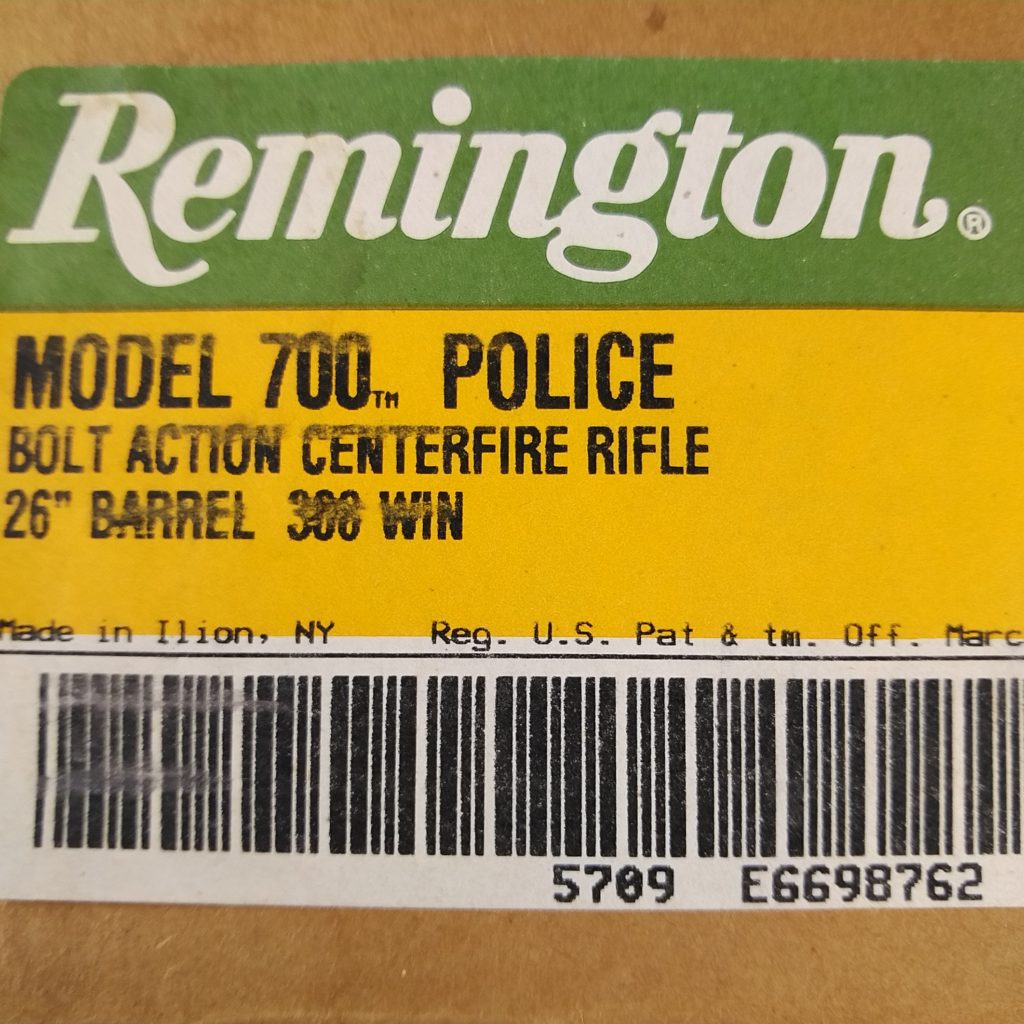 Remington®
MODEL 700™ POLICE
BOLT ACTION CENTERFIRE RIFLE
26" BARREL 300 WIN
Made in Ilion, NY Reg. U.S. Pat & tm. Off. Marc
5709 E6698762